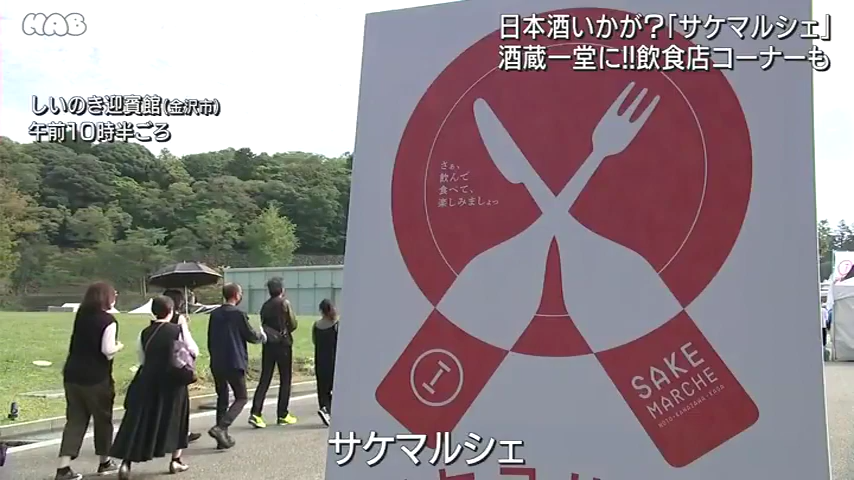 HAB
日本酒いかが?「サケマルシェ」
酒蔵一堂に!!飲食店コーナーも
しいのき迎賓館(金沢市)
午前10時半ごろ
さぁ、
飲んで
食べて、
楽しみましょっ
SAKE
MARCHE
NOTO・KANAZAWA・KAGA
サケマルシェ